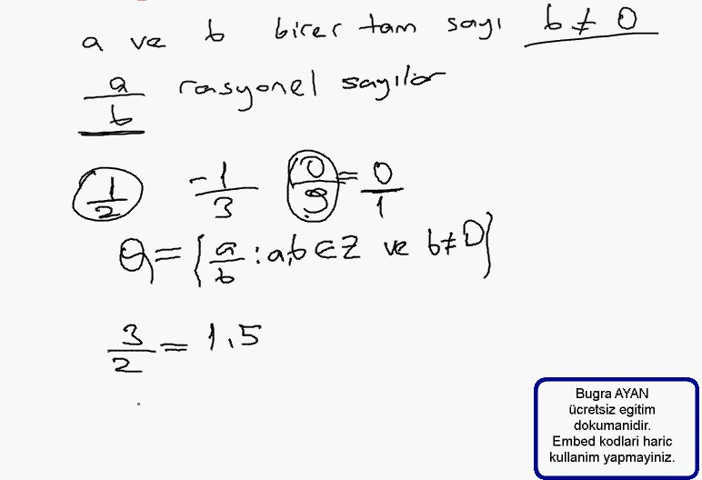 a ve b birer tam sayı b ≠ 0
a/b rasyonel sayılar
1/2 -1/3 0/9 = 0/1
Q = {a/b : a,b ∈ Z ve b ≠ 0}
3/2 = 1.5
Bugra AYAN
ücretsiz egitim
dokumanidir.
Embed kodlari haric
kullanim yapmayiniz.